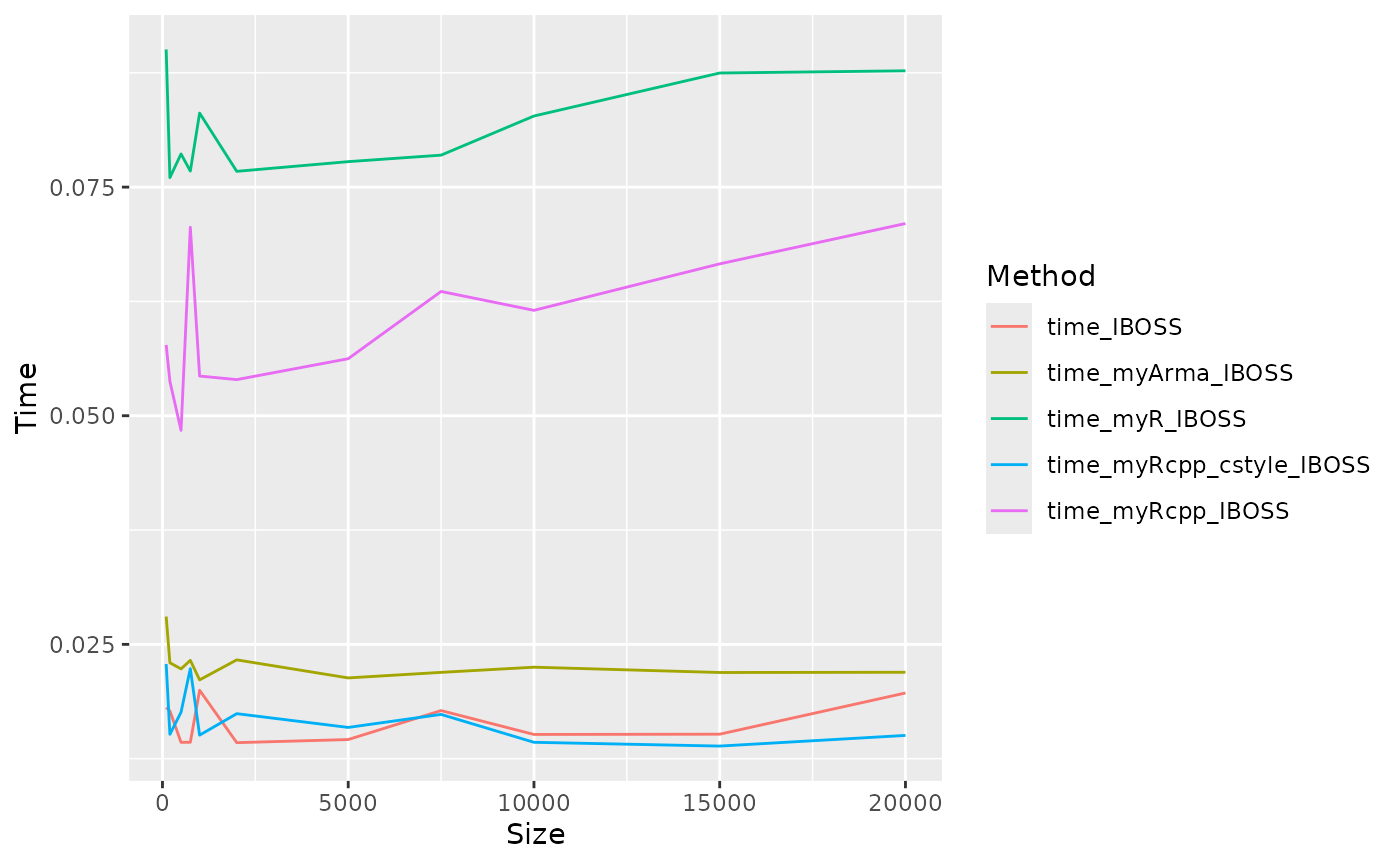 Time
0.075
0.050
0.025
0
5000
10000
15000
20000
Size
Method
time_IBOSS
time_myArma_IBOSS
time_myR_IBOSS
time_myRcpp_cstyle_IBOSS
time_myRcpp_IBOSS